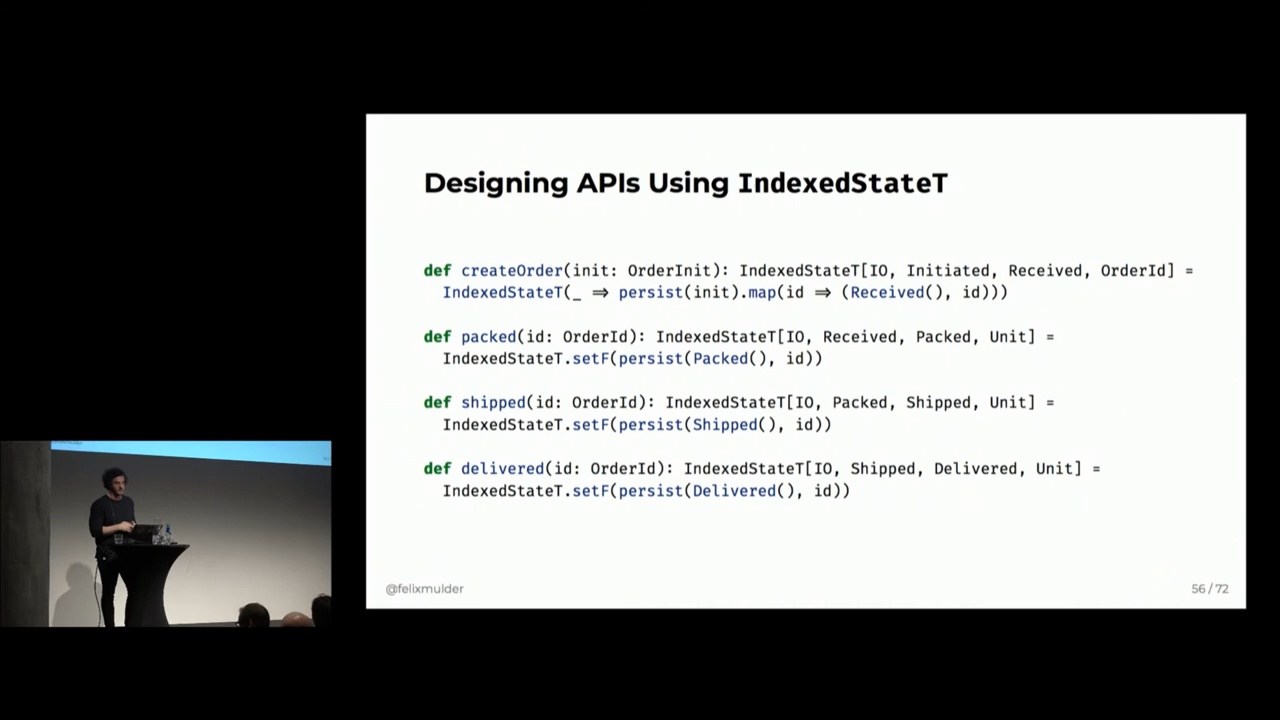 Designing APIs Using IndexedStateT
def createOrder(init: OrderInit): IndexedStateT[IO, Initiated, Received, OrderId] =
IndexedStateT(_ ⇒ persist(init).map(id ⇒ (Received(), id)))
def packed(id: OrderId): IndexedStateT[IO, Received, Packed, Unit] =
IndexedStateT.setF(persist(Packed(), id))
def shipped(id: OrderId): IndexedStateT[IO, Packed, Shipped, Unit] =
IndexedStateT.setF(persist(Shipped(), id))
def delivered(id: OrderId): IndexedStateT[IO, Shipped, Delivered, Unit] =
IndexedStateT.setF(persist(Delivered(), id))
@felixmulder
56 / 72